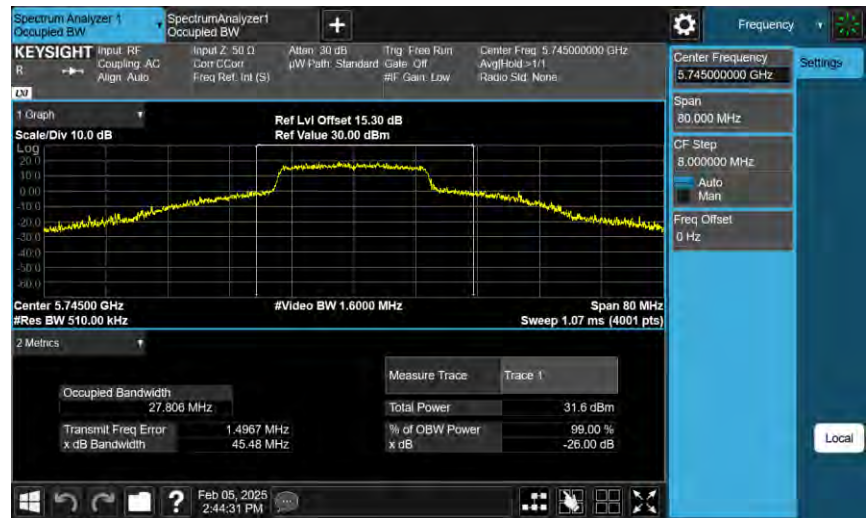 Spectrum Analyzer 1
Occupied BW
SpectrumAnalyzer1
Occupied BW
Frequency
KEYSIGHT
R
LXI
Input: RF
Coupling: AC
Align: Auto
Input Z: 50 Ω
Corr CCorr
Freq Ref: Int (S)
Atten: 30 dB
µW Path: Standard
Trig: Free Run
Gate: Off
#IF Gain: Low
Center Freq: 5.745000000 GHz
Avg|Hold:>1/1
Radio Std: None
Center Frequency
5.745000000 GHz
Settings
Span
80.000 MHz
CF Step
8.000000 MHz
Auto
Man
Freq Offset
0 Hz
1 Graph
Scale/Div 10.0 dB
Ref Lvl Offset 15.30 dB
Ref Value 30.00 dBm
Log
20.0
10.0
0.00
-10.0
-20.0
-30.0
-40.0
-50.0
-60.0
Center 5.74500 GHz
#Res BW 510.00 kHz
#Video BW 1.6000 MHz
Span 80 MHz
Sweep 1.07 ms (4001 pts)
2 Metrics
Measure Trace
Trace 1
Occupied Bandwidth
27.806 MHz
Total Power
31.6 dBm
Transmit Freq Error
1.4967 MHz
% of OBW Power
99.00 %
x dB Bandwidth
45.48 MHz
x dB
-26.00 dB
Local
Feb 05, 2025
2:44:31 PM